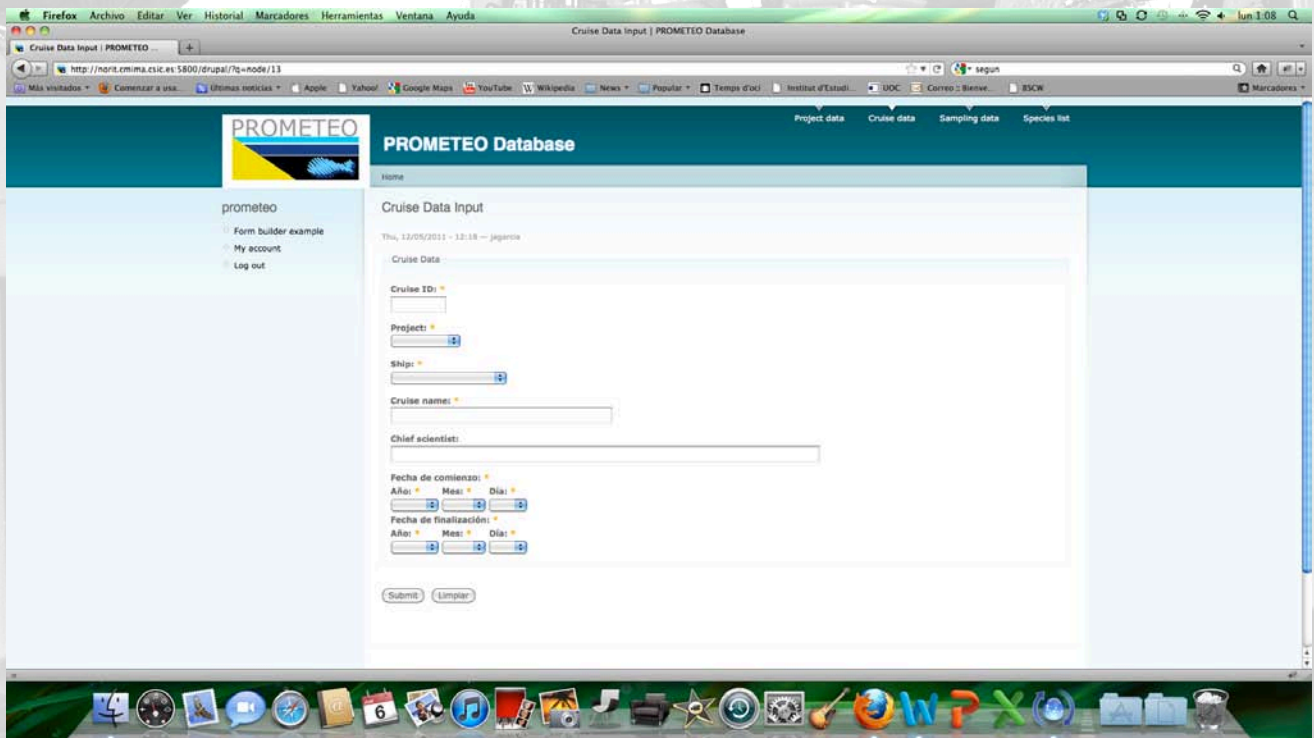 Firefox Archivo Editar Ver Historial Marcadores Herramientas Ventana Ayuda
lun 1:08
Cruise Data Input | PROMETEO Database
Cruise Data Input | PROMETEO ...
http://norit.cmima.csic.es:5800/drupal/?q=node/13
segun
Más visitados Comenzar a usa... Últimas noticias Apple Yahoo! Google Maps YouTube Wikipedia News Popular Temps d'oci Institut d'Estudi... UOC Correo :: Bienve... BSCW Marcadores
Project data Cruise data Sampling data Species list
PROMETEO
PROMETEO Database
Home
prometeo
Form builder example
My account
Log out
Cruise Data Input
Thu, 12/05/2011 - 12:18 — jagarcia
Cruise Data
Cruise ID: *
Project: *
Ship: *
Cruise name: *
Chief scientist:
Fecha de comienzo: *
Año: * Mes: * Día: *
Fecha de finalización: *
Año: * Mes: * Día: *
Submit Limpiar
6